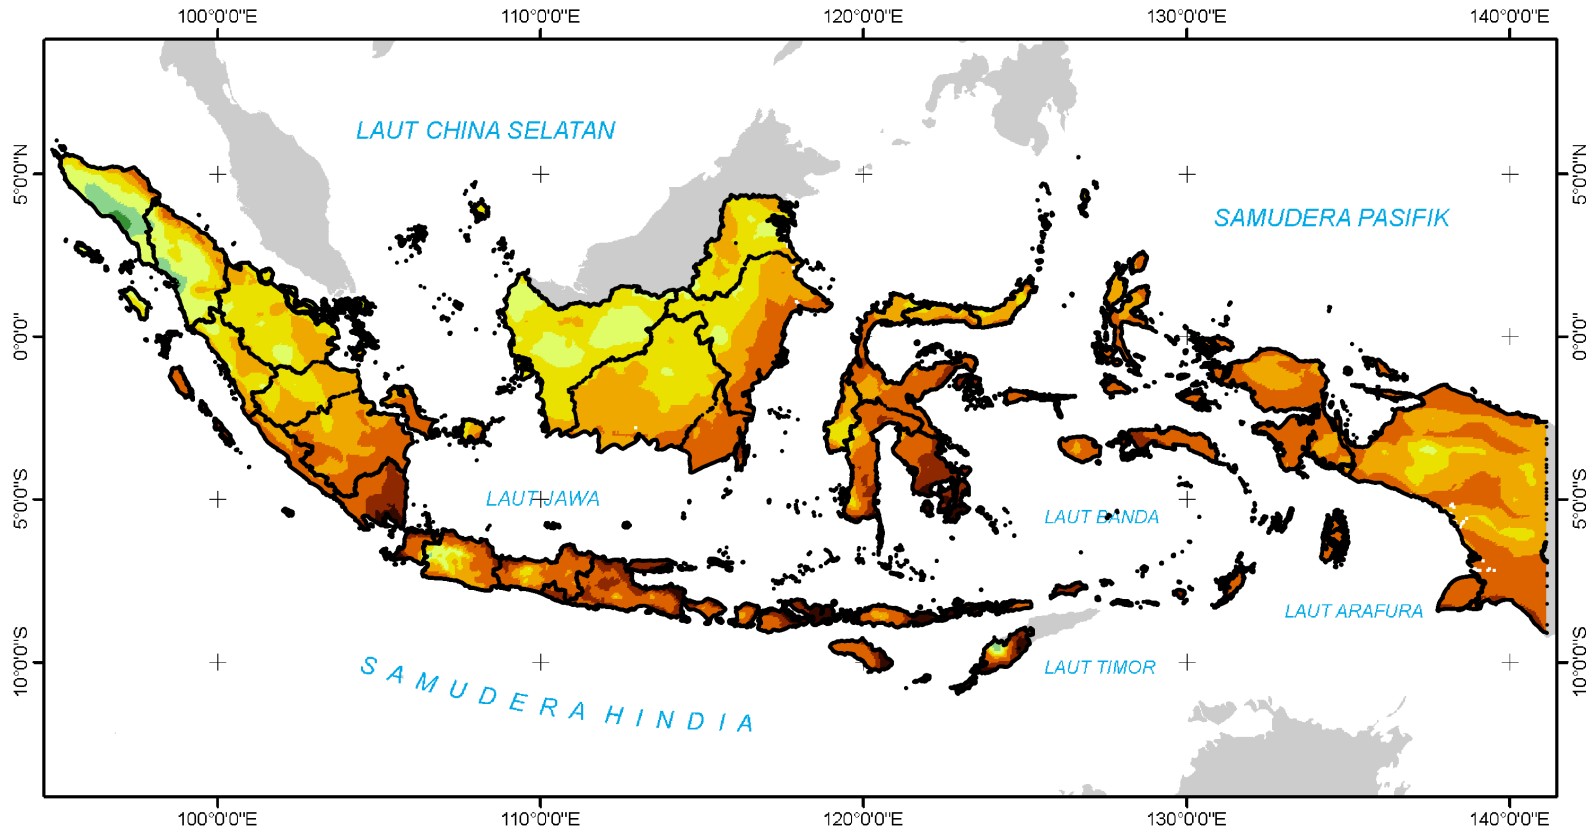 100°0'0"E 110°0'0"E 120°0'0"E 130°0'0"E 140°0'0"E
LAUT CHINA SELATAN
5°0'0"N 5°0'0"N
SAMUDERA PASIFIK
0°0'0" 0°0'0"
5°0'0"S LAUT JAWA 5°0'0"S
LAUT BANDA
LAUT ARAFURA
10°0'0"S SAMUDERA HINDIA LAUT TIMOR 10°0'0"S
100°0'0"E 110°0'0"E 120°0'0"E 130°0'0"E 140°0'0"E